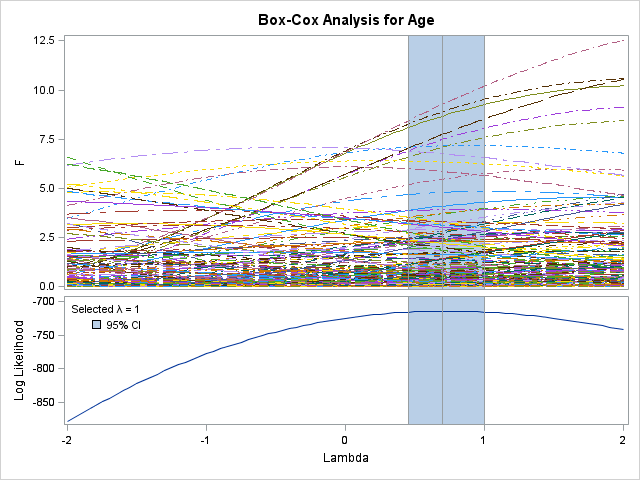 Box-Cox Analysis for Age
12.5
10.0
7.5
5.0
2.5
0.0
F
-700
-750
-800
-850
Log Likelihood
Selected λ = 1
95% CI
-2
-1
0
1
2
Lambda